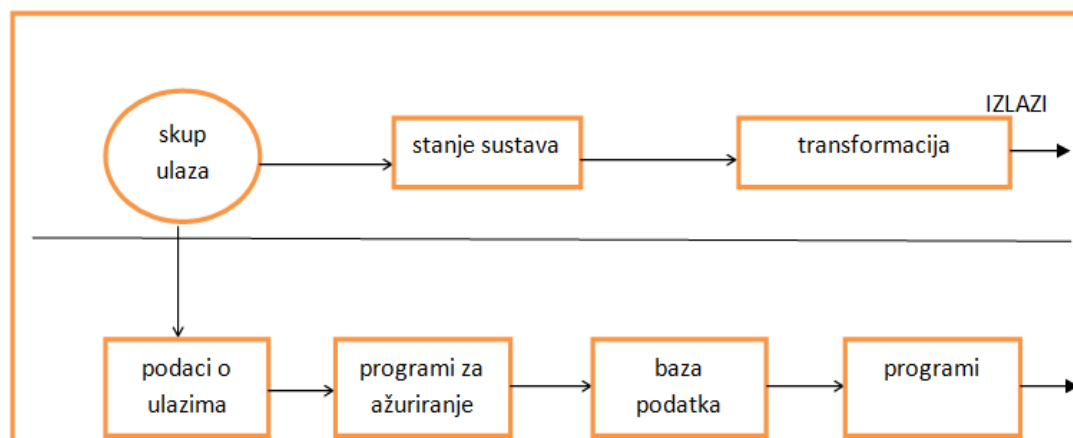 IZLAZI
skup
ulaza
stanje sustava
transformacija
podaci o
ulazima
programi za
ažuriranje
baza
podatka
programi